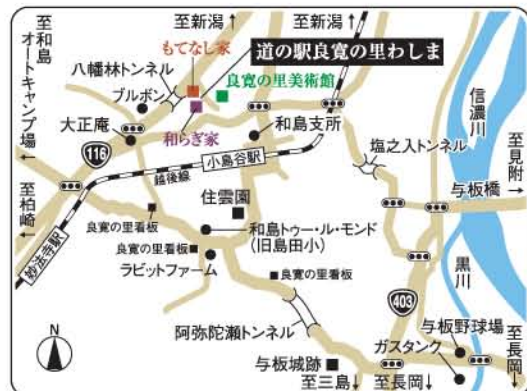 至新潟↑
至新潟↑
至和島オートキャンプ場
←
もてなし家
道の駅良寛の里わしま
八幡林トンネル
ブルボン
良寛の里美術館
大正庵
和らぎ家
和島支所
塩之入トンネル
信濃川
至見附
→
116
小島谷駅
越後線
与板橋
至柏崎
←
住雲園
妙法寺駅
良寛の里看板
和島トゥー・ル・モンド
(旧島田小)
良寛の里看板
ラビットファーム
良寛の里看板
黒川
403
阿弥陀瀬トンネル
与板野球場
ガスタンク
至長岡
→
N
与板城跡
至三島↓
至長岡↓